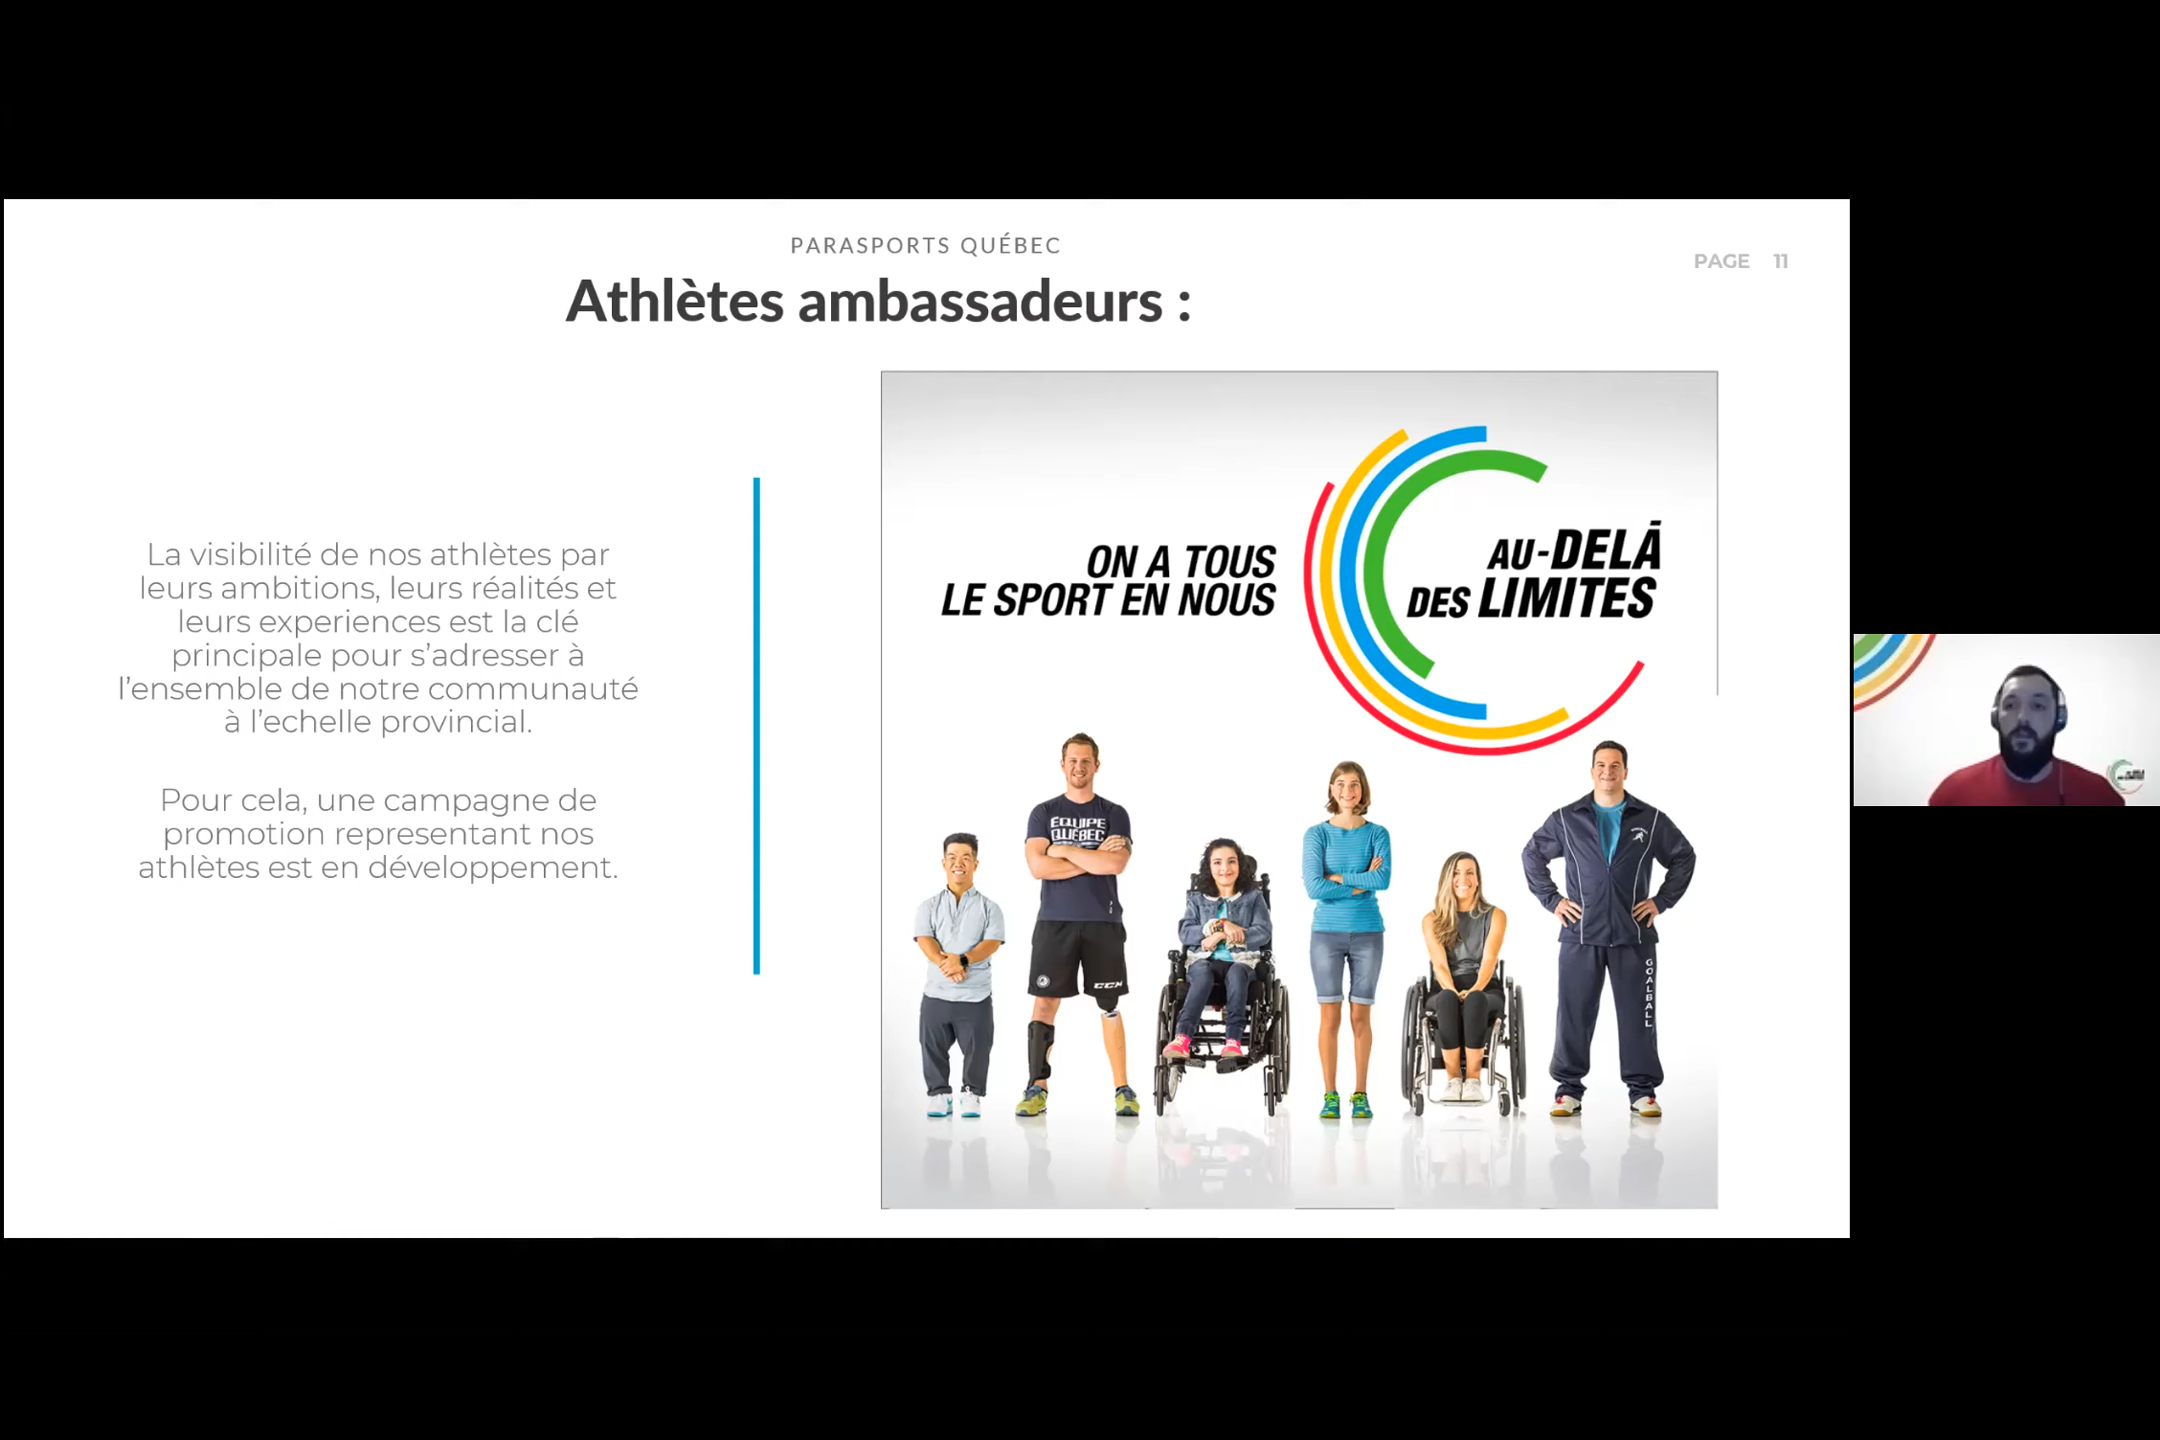 PARASPORTS QUÉBEC
PAGE 11
Athlètes ambassadeurs :
La visibilité de nos athlètes par
leurs ambitions, leurs réalités et
leurs experiences est la clé
principale pour s’adresser à
l’ensemble de notre communauté
à l’echelle provincial.
Pour cela, une campagne de
promotion representant nos
athlètes est en développement.
ON A TOUS
LE SPORT EN NOUS
AU-DELÀ
DES LIMITES
ÉQUIPE
QUÉBEC
CCM
GOALBALL